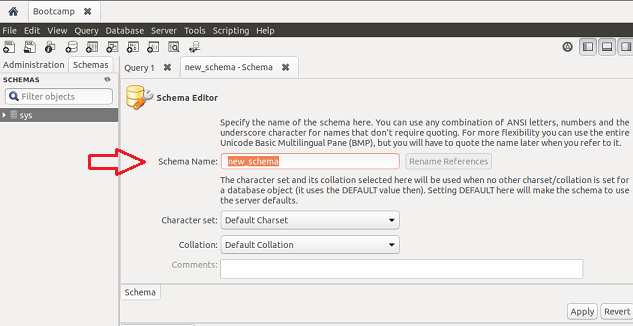 Bootcamp
File Edit View Query Database Server Tools Scripting Help
Administration Schemas
Query 1
new_schema - Schema
SCHEMAS
Filter objects
sys
Schema Editor
Specify the name of the schema here. You can use any combination of ANSI letters, numbers and the
underscore character for names that don't require quoting. For more flexibility you can use the entire
Unicode Basic Multilingual Pane (BMP), but you will have to quote the name later when you refer to it.
Schema Name: new_schema Rename References
The character set and its collation selected here will be used when no other charset/collation is set for
a database object (it uses the DEFAULT value then). Setting DEFAULT here will make the schema to use
the server defaults.
Character set: Default Charset
Collation: Default Collation
Comments:
Schema
Apply Revert